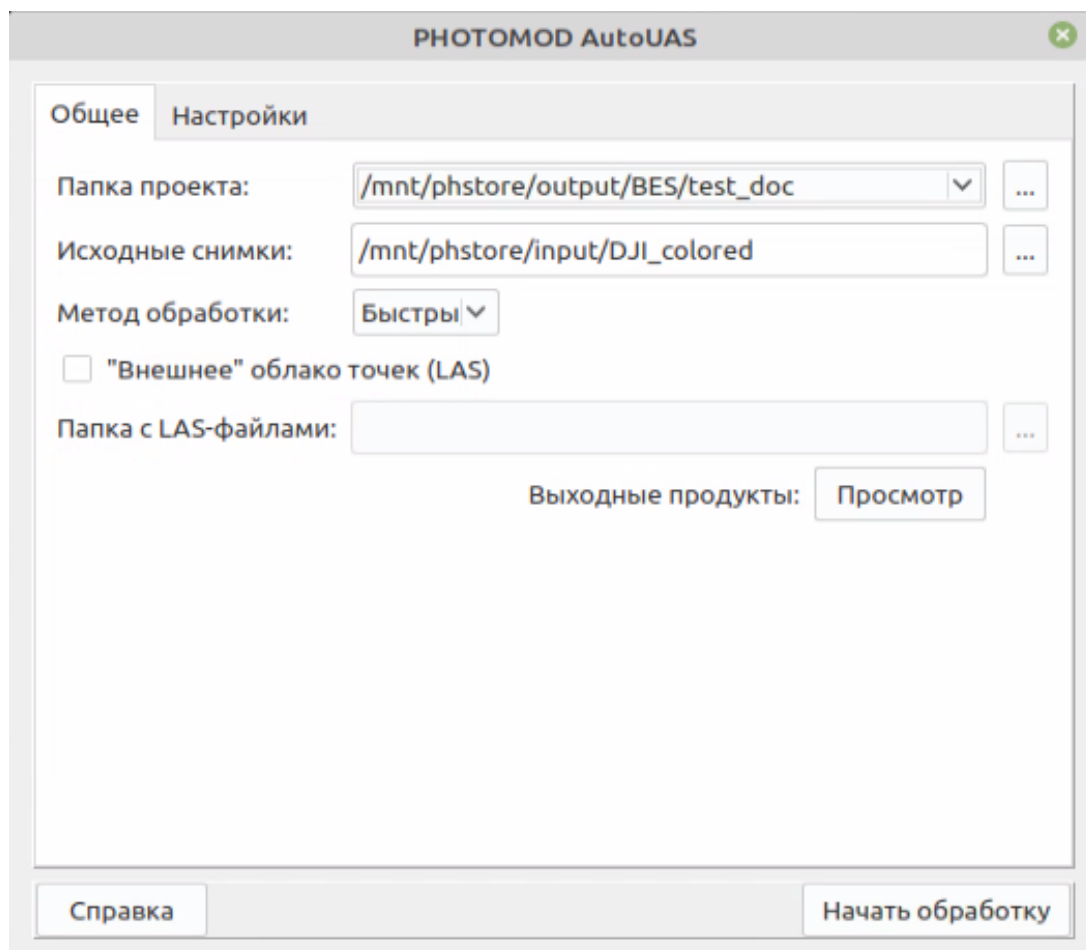 PHOTOMOD AutoUAS
Общее Настройки
Папка проекта: /mnt/phstore/output/BES/test_doc ...
Исходные снимки: /mnt/phstore/input/DJI_colored ...
Метод обработки: Быстры
"Внешнее" облако точек (LAS)
Папка с LAS-файлами: ...
Выходные продукты: Просмотр
Справка Начать обработку